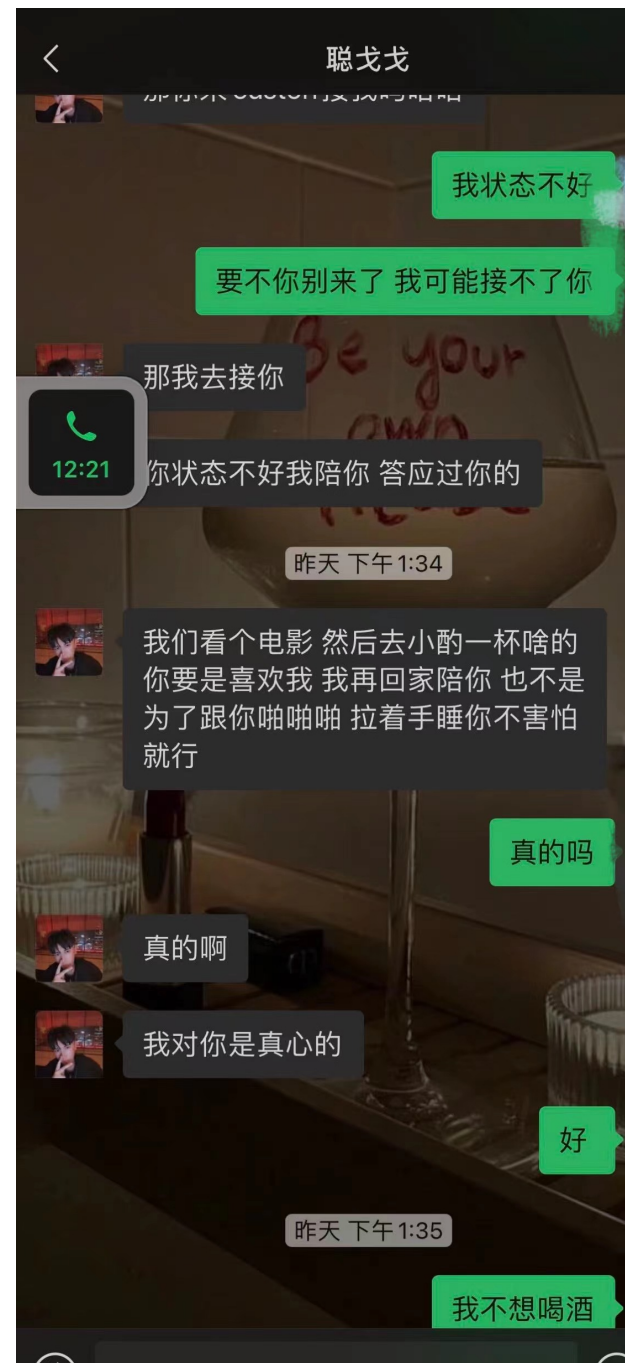 聪戈戈
我状态不好
要不你别来了 我可能接不了你
那我去接你
12:21
你状态不好我陪你 答应过你的
Be your
own
昨天 下午1:34
我们看个电影 然后去小酌一杯啥的
你要是喜欢我 我再回家陪你 也不是
为了跟你啪啪啪 拉着手睡你不害怕
就行
真的吗
真的啊
我对你是真心的
好
昨天 下午1:35
我不想喝酒